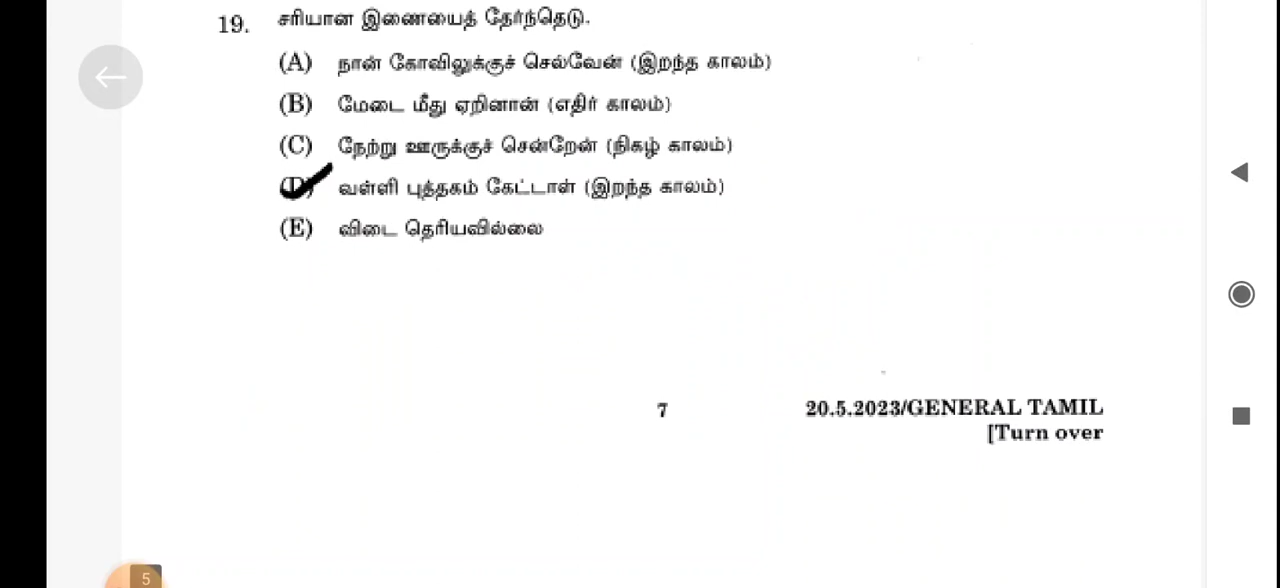 19. சரியான இணையைத் தேர்ந்தெடு.
(A) நான் கோவிலுக்குச் செல்வேன் (இறந்த காலம்)
(B) மேடை மீது ஏறினான் (எதிர் காலம்)
(C) நேற்று ஊருக்குச் சென்றேன் (நிகழ் காலம்)
(D) வள்ளி புத்தகம் கேட்டாள் (இறந்த காலம்)
(E) விடை தெரியவில்லை
7 20.5.2023/GENERAL TAMIL
[Turn over
5